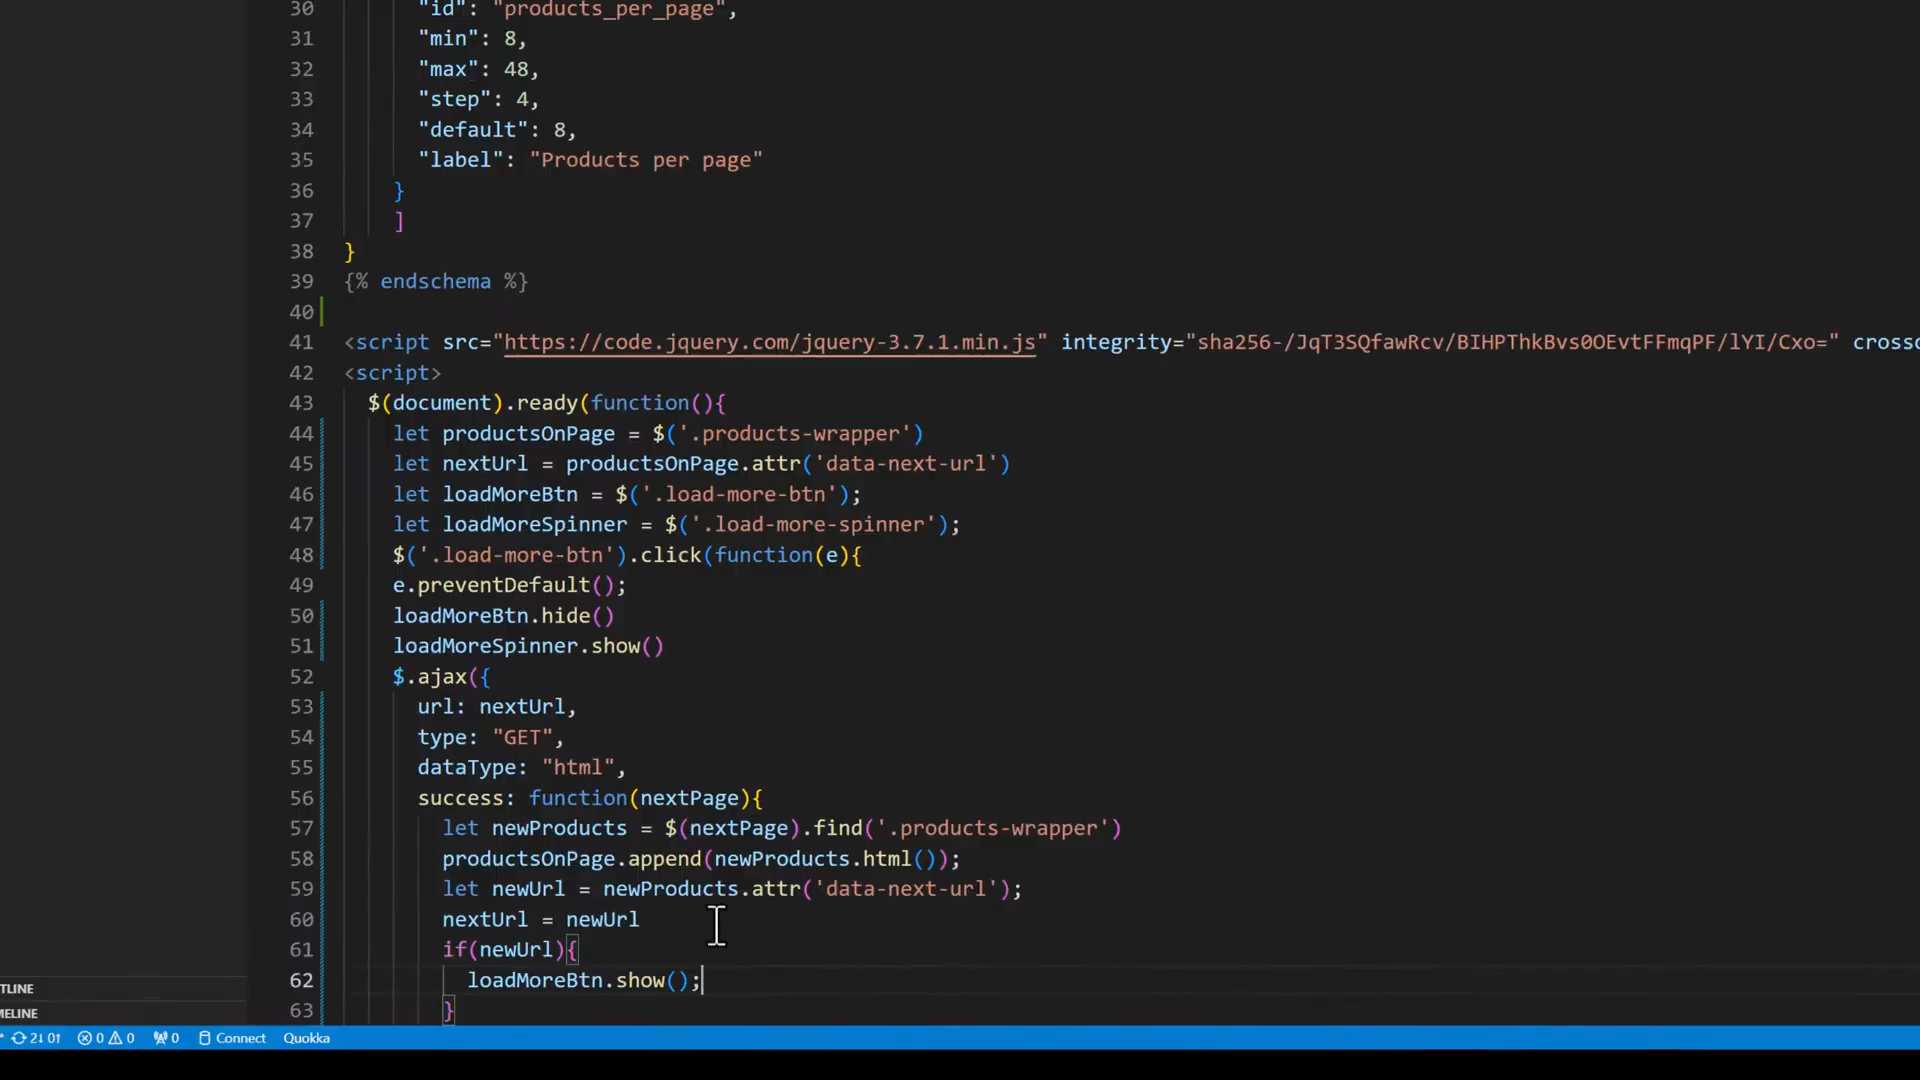 30 "id": "products_per_page",
31 "min": 8,
32 "max": 48,
33 "step": 4,
34 "default": 8,
35 "label": "Products per page"
36 }
37 ]
38 }
39 {% endschema %}
40
41 <script src="https://code.jquery.com/jquery-3.7.1.min.js" integrity="sha256-/JqT3SQfawRcv/BIHPThkBvs0OEvtFFmqPF/lYI/Cxo=" crosso
42 <script>
43 $(document).ready(function(){
44 let productsOnPage = $('.products-wrapper')
45 let nextUrl = productsOnPage.attr('data-next-url')
46 let loadMoreBtn = $('.load-more-btn');
47 let loadMoreSpinner = $('.load-more-spinner');
48 $('.load-more-btn').click(function(e){
49 e.preventDefault();
50 loadMoreBtn.hide()
51 loadMoreSpinner.show()
52 $.ajax({
53 url: nextUrl,
54 type: "GET",
55 dataType: "html",
56 success: function(nextPage){
57 let newProducts = $(nextPage).find('.products-wrapper')
58 productsOnPage.append(newProducts.html());
59 let newUrl = newProducts.attr('data-next-url');
60 nextUrl = newUrl
61 if(newUrl){
62 loadMoreBtn.show();
63 }
TLINE
MELINE
2↓ 0↑ 0 0 0 Connect Quokka